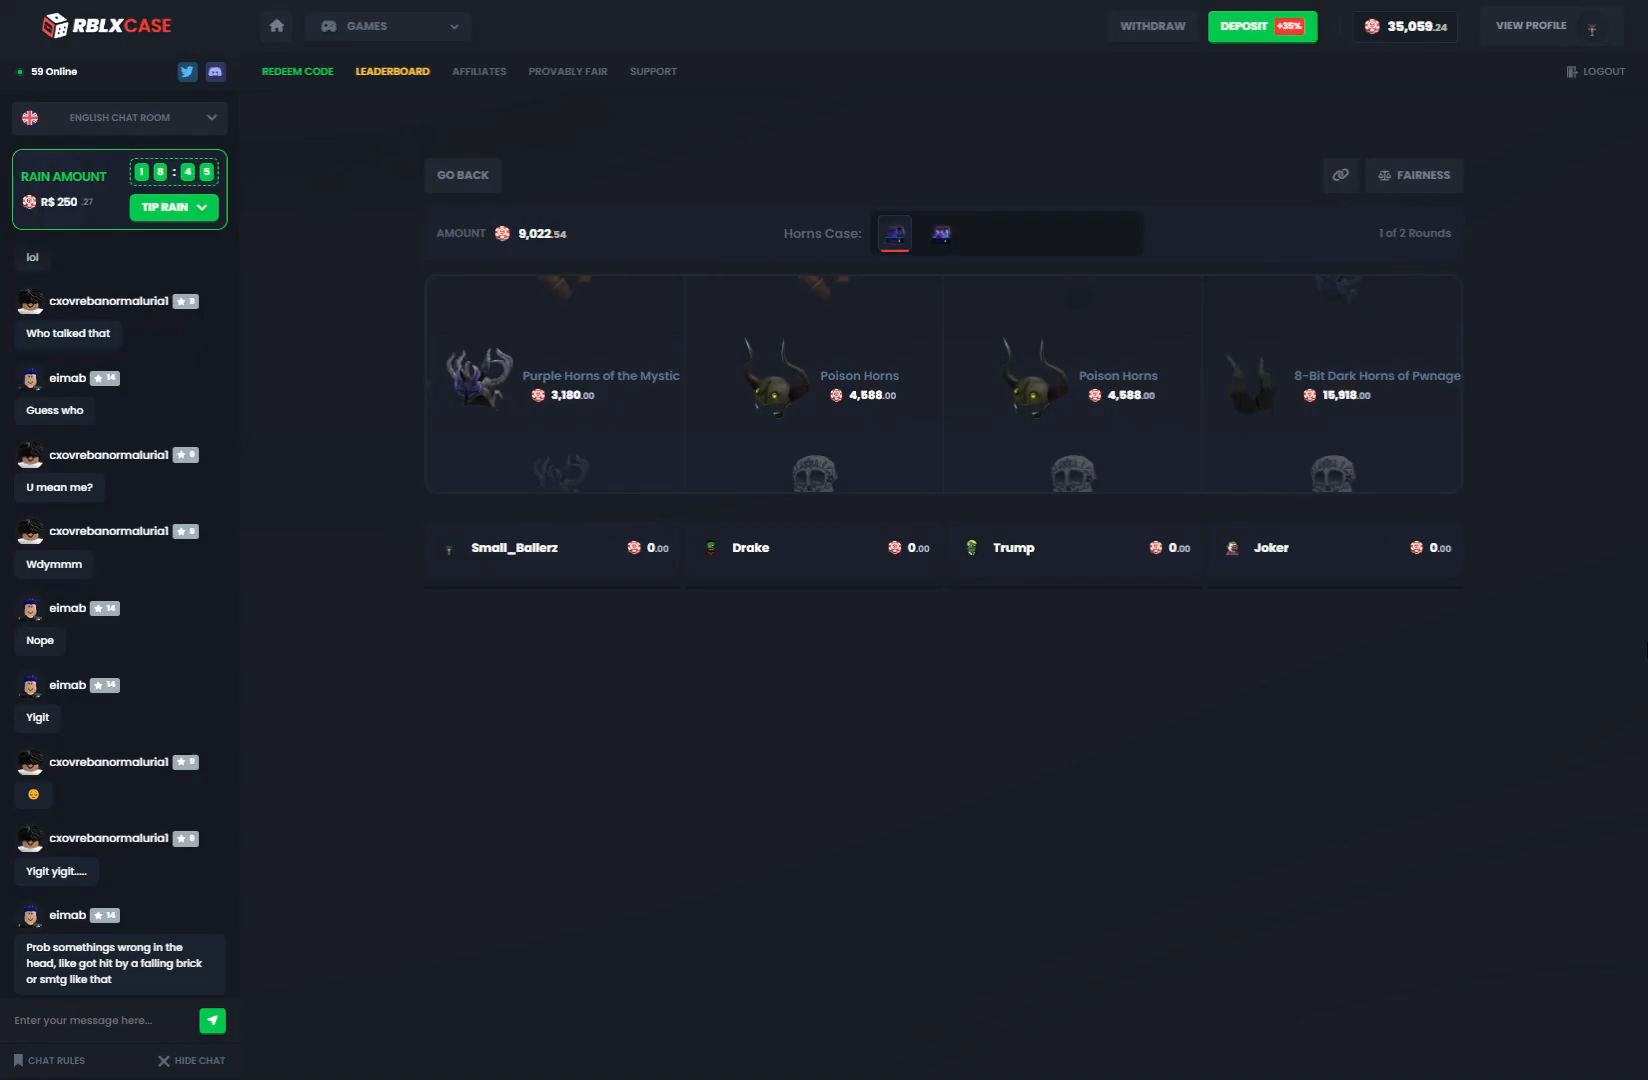 RBLXCASE
GAMES
WITHDRAW
DEPOSIT +35%
35,059.24
VIEW PROFILE
59 Online
REDEEM CODE
LEADERBOARD
AFFILIATES
PROVABLY FAIR
SUPPORT
LOGOUT
ENGLISH CHAT ROOM
RAIN AMOUNT
18:45
R$ 250.27
TIP RAIN
lol
cxovrebanormaluria1
Who talked that
eimab 14
Guess who
cxovrebanormaluria1
U mean me?
cxovrebanormaluria1
Wdymmm
eimab 14
Nope
eimab 14
Yigit
cxovrebanormaluria1
😔
cxovrebanormaluria1
Yigit yigit.....
eimab 14
Prob somethings wrong in the
head, like got hit by a falling brick
or smtg like that
Enter your message here...
CHAT RULES
HIDE CHAT
GO BACK
FAIRNESS
AMOUNT 9,022.54
Horns Case:
1 of 2 Rounds
Purple Horns of the Mystic
3,180.00
Poison Horns
4,588.00
Poison Horns
4,588.00
8-Bit Dark Horns of Pwnage
15,918.00
Small_Ballerz 0.00
Drake 0.00
Trump 0.00
Joker 0.00